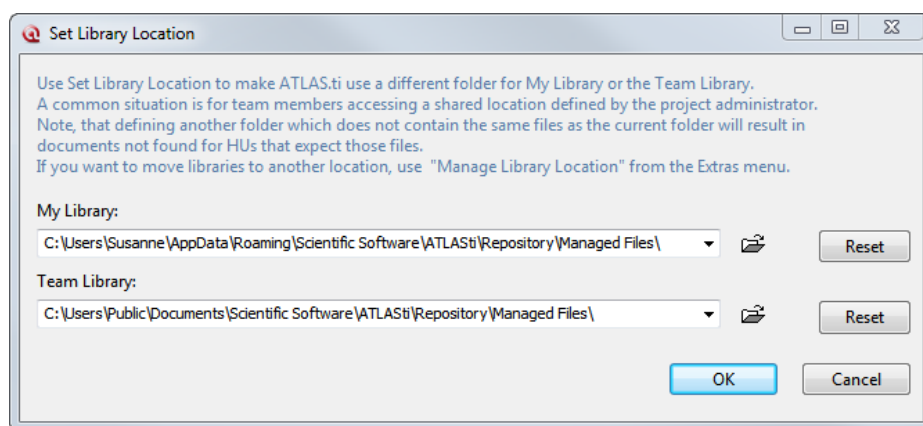 Set Library Location
Use Set Library Location to make ATLAS.ti use a different folder for My Library or the Team Library.
A common situation is for team members accessing a shared location defined by the project administrator.
Note, that defining another folder which does not contain the same files as the current folder will result in
documents not found for HUs that expect those files.
If you want to move libraries to another location, use  "Manage Library Location" from the Extras menu.
My Library:
C:\Users\Susanne\AppData\Roaming\Scientific Software\ATLASti\Repository\Managed Files\
Reset
Team Library:
C:\Users\Public\Documents\Scientific Software\ATLASti\Repository\Managed Files\
Reset
OK
Cancel